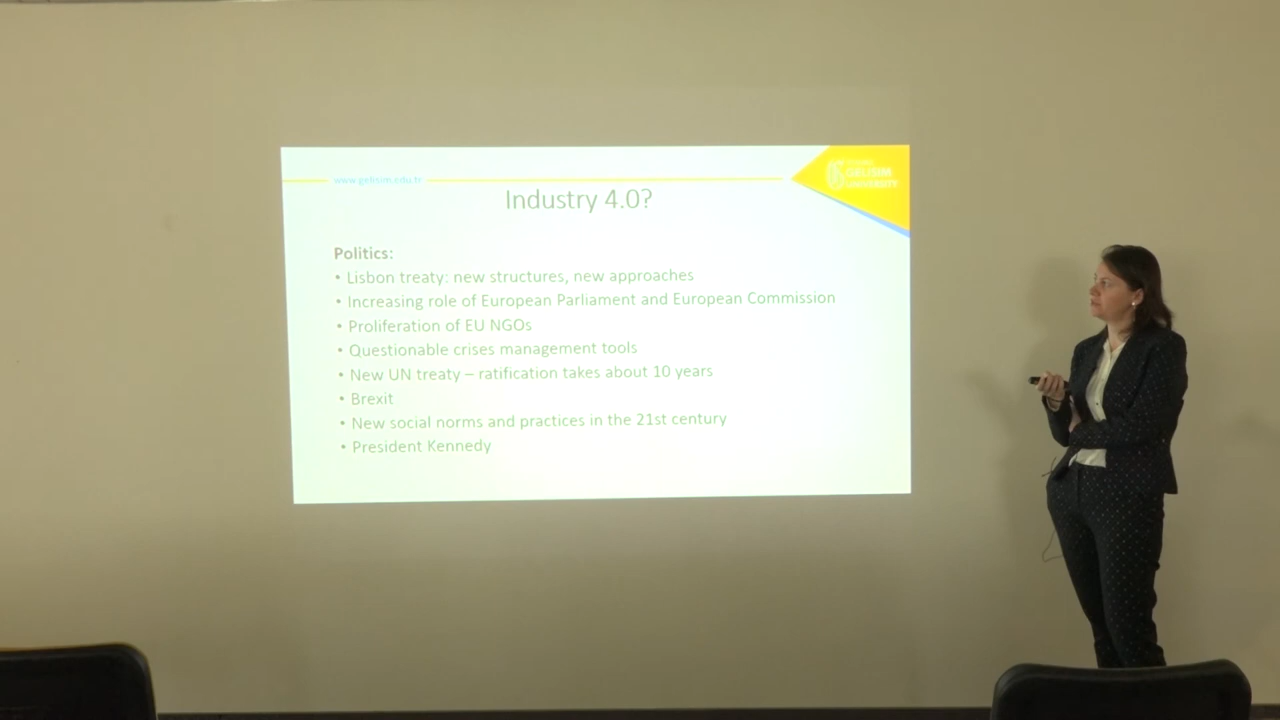 www.gelisim.edu.tr
GELISIM
UNIVERSITY
Industry 4.0?
Politics:
• Lisbon treaty: new structures, new approaches
• Increasing role of European Parliament and European Commission
• Proliferation of EU NGOs
• Questionable crises management tools
• New UN treaty – ratification takes about 10 years
• Brexit
• New social norms and practices in the 21st century
• President Kennedy